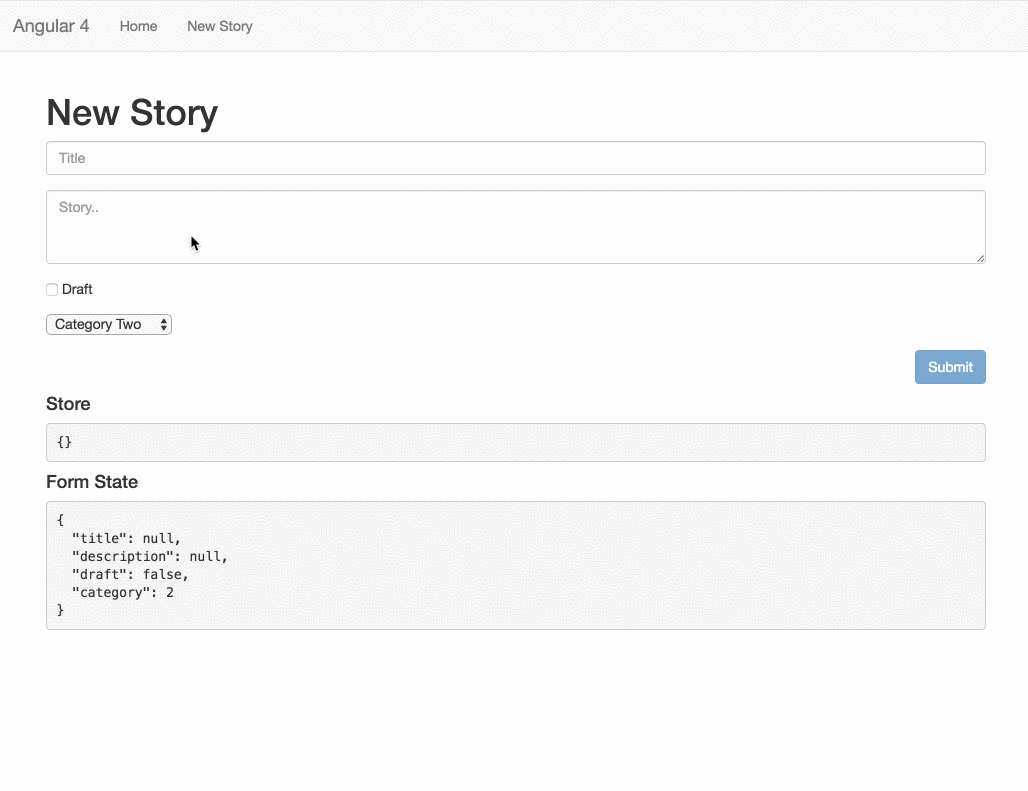 Angular 4 Home New Story
New Story
Title
Story..
Draft
Category Two
Submit
Store
{}
Form State
{
  "title": null,
  "description": null,
  "draft": false,
  "category": 2
}